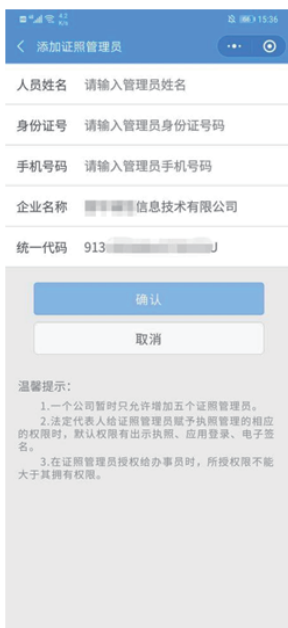 4.2
K/s
15:36
添加证照管理员
人员姓名 请输入管理员姓名
身份证号 请输入管理员身份证号码
手机号码 请输入管理员手机号码
企业名称 信息技术有限公司
统一代码 913 J
确认
取消
温馨提示：
1.一个公司暂时只允许增加五个证照管理员。
2.法定代表人给证照管理员赋予执照管理的相应
的权限时，默认权限有出示执照、应用登录、电子签
名。
3.在证照管理员授权给办事员时，所授权限不能
大于其拥有权限。